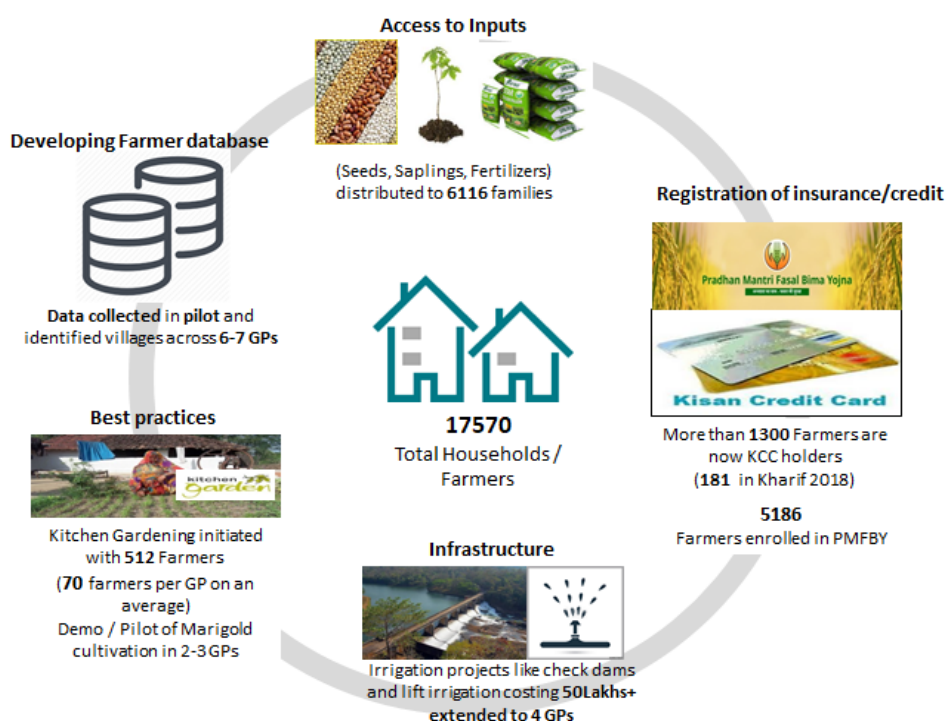 Access to Inputs
(Seeds, Saplings, Fertilizers)
distributed to 6116 families
Developing Farmer database
Data collected in pilot and
identified villages across 6-7 GPs
Registration of insurance/credit
Pradhan Mantri Fasal Bima Yojna
Kisan Credit Card
More than 1300 Farmers are
now KCC holders
(181 in Kharif 2018)
5186
Farmers enrolled in PMFBY
17570
Total Households /
Farmers
Best practices
kitchen
garden
Kitchen Gardening initiated
with 512 Farmers
(70 farmers per GP on an
average)
Demo / Pilot of Marigold
cultivation in 2-3 GPs
Infrastructure
Irrigation projects like check dams
and lift irrigation costing 50Lakhs+
extended to 4 GPs